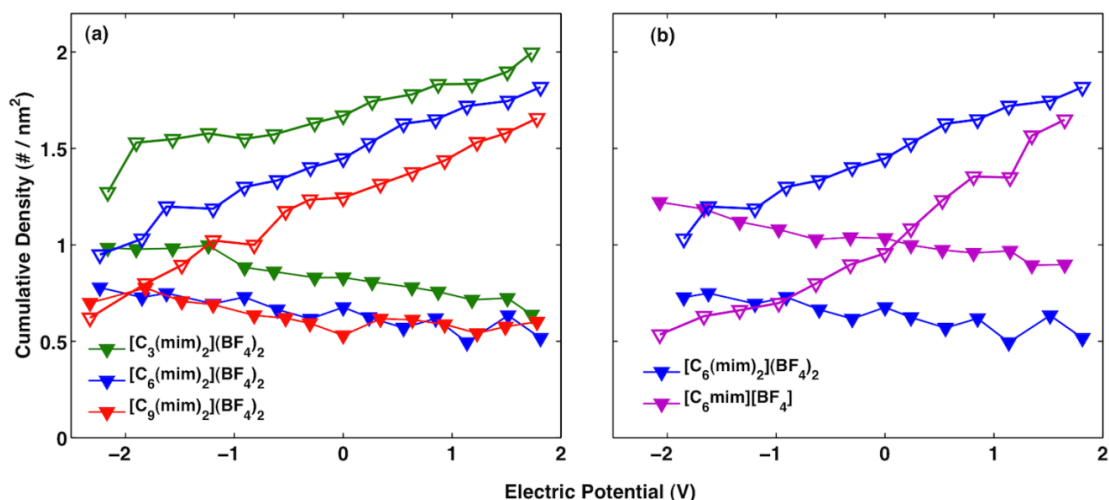 (a)
(b)
Cumulative Density (# / nm²)
2
1.5
1
0.5
0
[C₃(mim)₂](BF₄)₂
[C₆(mim)₂](BF₄)₂
[C₉(mim)₂](BF₄)₂
[C₆(mim)₂](BF₄)₂
[C₆mim][BF₄]
−2 −1 0 1 2
−2 −1 0 1 2
Electric Potential (V)